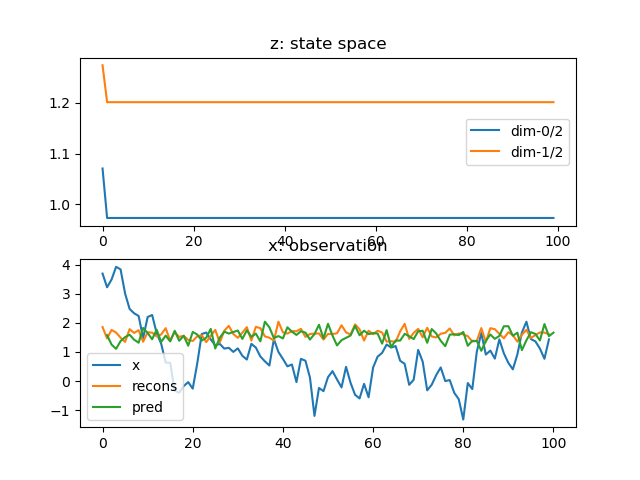 z: state space
1.2
1.1
1.0
dim-0/2
dim-1/2
0 20 40 60 80 100
x: observation
4
3
2
1
0
−1
x
recons
pred
0 20 40 60 80 100